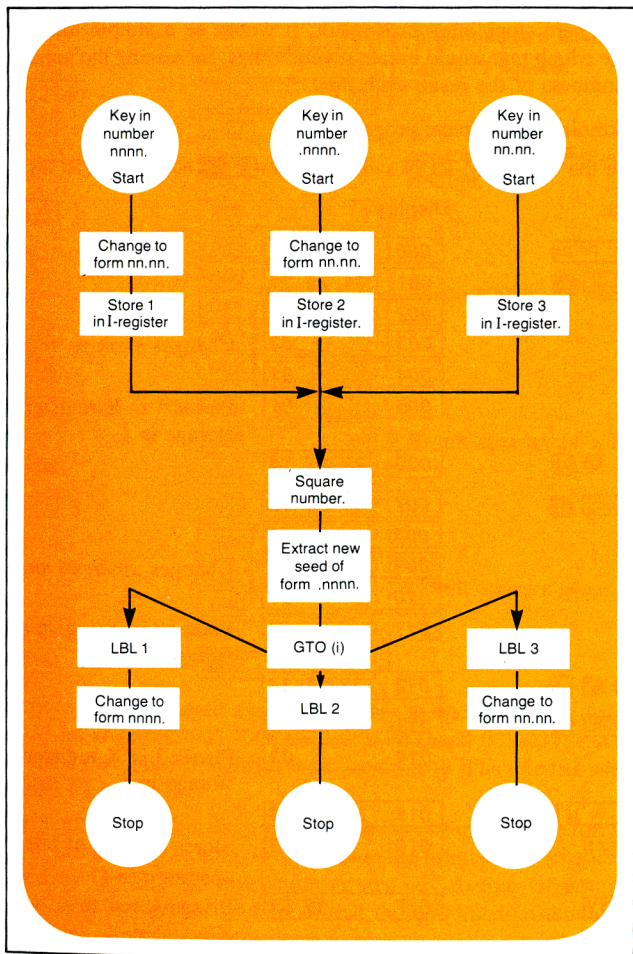 Key in
number
nnnn.
Start
Key in
number
.nnnn.
Start
Key in
number
nn.nn.
Start
Change to
form nn.nn.
Change to
form nn.nn.
Store 1
in I-register
Store 2
in I-register.
Store 3
in I-register.
Square
number.
Extract new
seed of
form .nnnn.
LBL 1
GTO (i)
LBL 3
Change to
form nnnn.
LBL 2
Change to
form nn.nn.
Stop
Stop
Stop